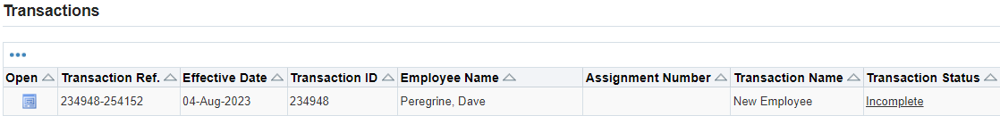 Transactions
Open Transaction Ref. Effective Date Transaction ID Employee Name Assignment Number Transaction Name Transaction Status
234948-254152 04-Aug-2023 234948 Peregrine, Dave New Employee Incomplete